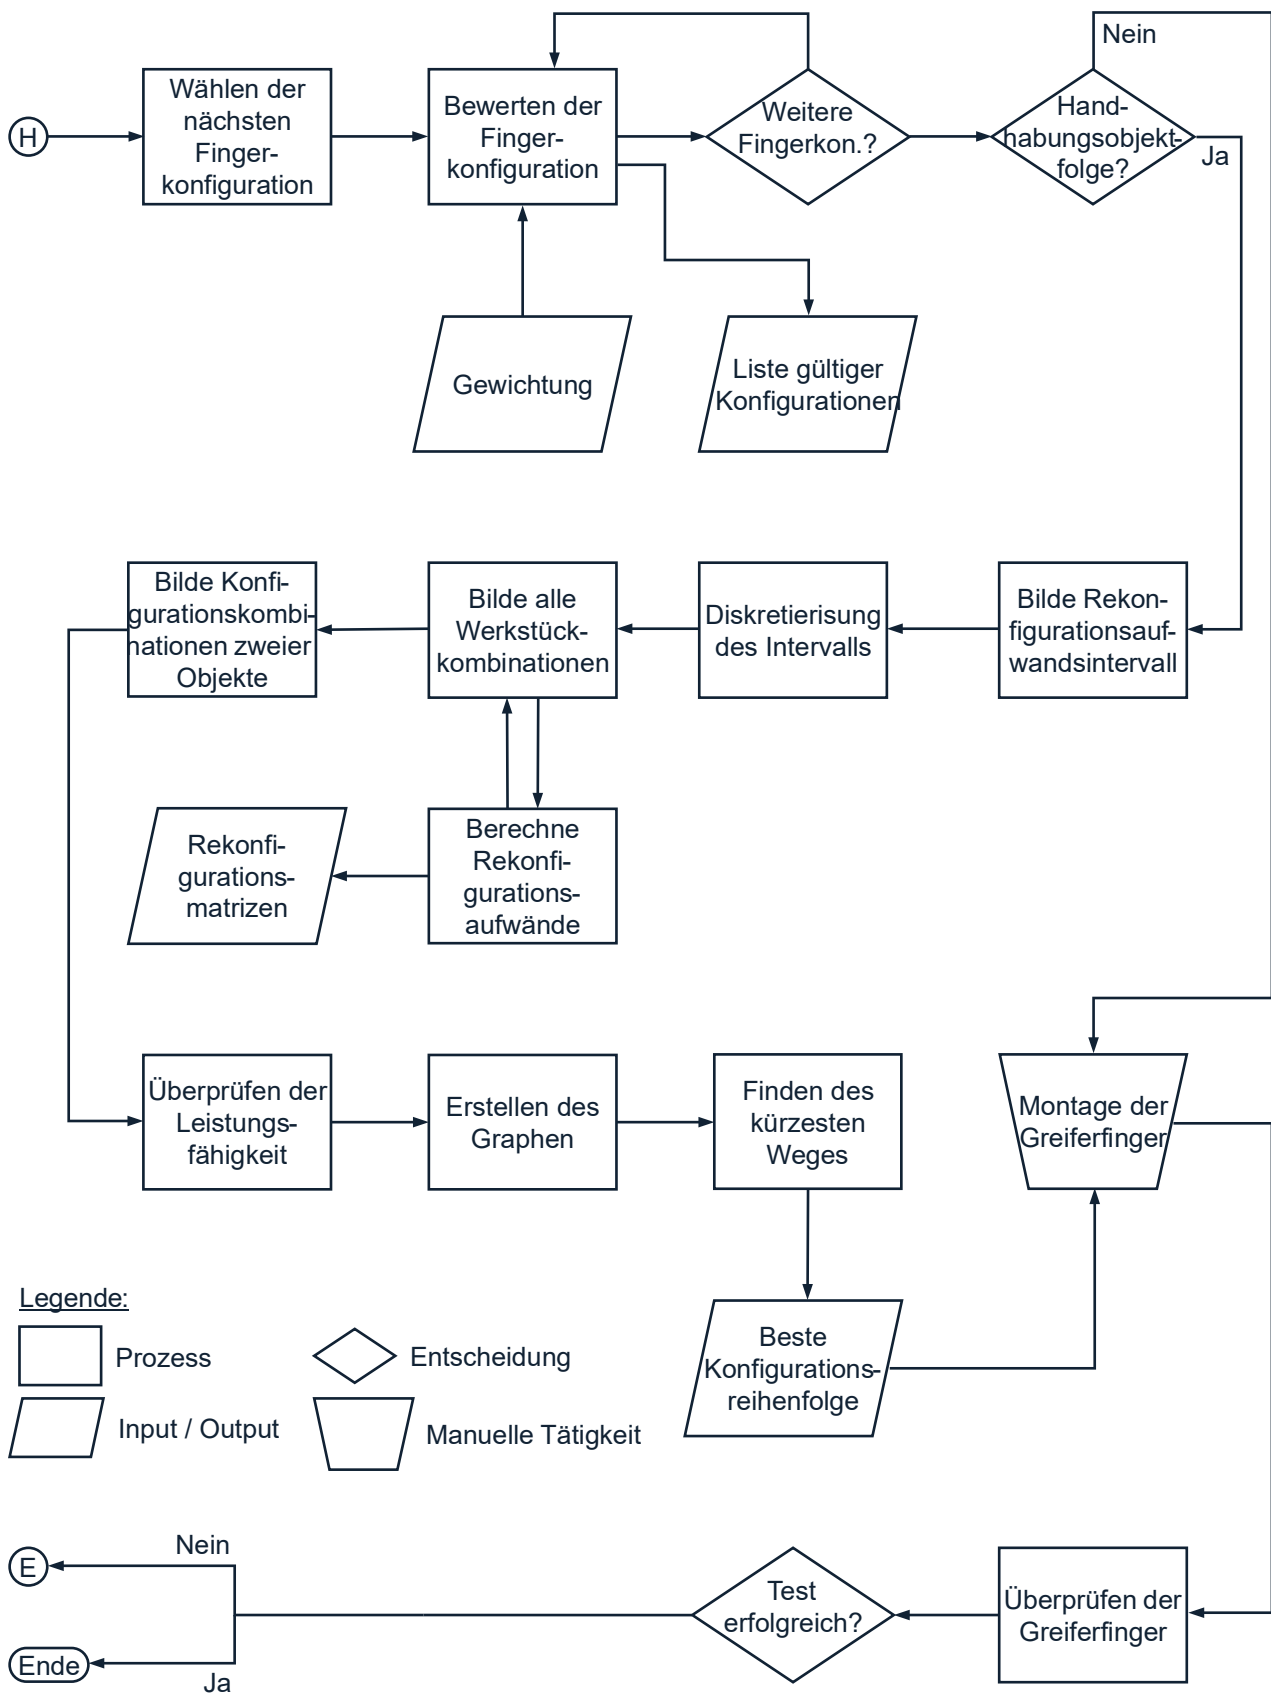 Nein
H
Wählen der
nächsten
Finger-
konfiguration
Bewerten der
Finger-
konfiguration
Weitere
Fingerkon.?
Hand-
habungsobjekt-
folge?
Ja
Gewichtung
Liste gültiger
Konfigurationen
Bilde Konfi-
gurationskombi-
nationen zweier
Objekte
Bilde alle
Werkstück-
kombinationen
Diskretierisung
des Intervalls
Bilde Rekon-
figurationsauf-
wandsintervall
Rekonfi-
gurations-
matrizen
Berechne
Rekonfi-
gurations-
aufwände
Überprüfen der
Leistungs-
fähigkeit
Erstellen des
Graphen
Finden des
kürzesten
Weges
Montage der
Greiferfinger
Beste
Konfigurations-
reihenfolge
Legende:
Prozess
Entscheidung
Input / Output
Manuelle Tätigkeit
Nein
E
Ende
Ja
Test
erfolgreich?
Überprüfen der
Greiferfinger